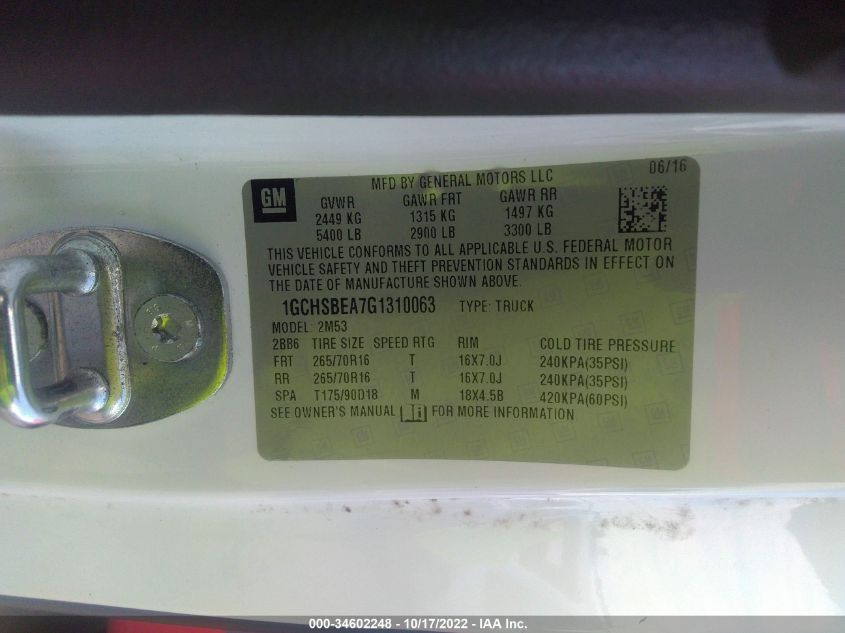 GM
MFD BY GENERAL MOTORS LLC
06/16
GVWR GAWR FRT GAWR RR
2449 KG 1315 KG 1497 KG
5400 LB 2900 LB 3300 LB
THIS VEHICLE CONFORMS TO ALL APPLICABLE U.S. FEDERAL MOTOR
VEHICLE SAFETY AND THEFT PREVENTION STANDARDS IN EFFECT ON
THE DATE OF MANUFACTURE SHOWN ABOVE.
1GCHSBEA7G1310063 TYPE: TRUCK
MODEL: 2M53
2BB6 TIRE SIZE SPEED RTG RIM COLD TIRE PRESSURE
FRT 265/70R16 T 16X7.0J 240KPA(35PSI)
RR 265/70R16 T 16X7.0J 240KPA(35PSI)
SPA T175/90D18 M 18X4.5B 420KPA(60PSI)
SEE OWNER'S MANUAL i FOR MORE INFORMATION
000-34602248 - 10/17/2022 - IAA Inc.